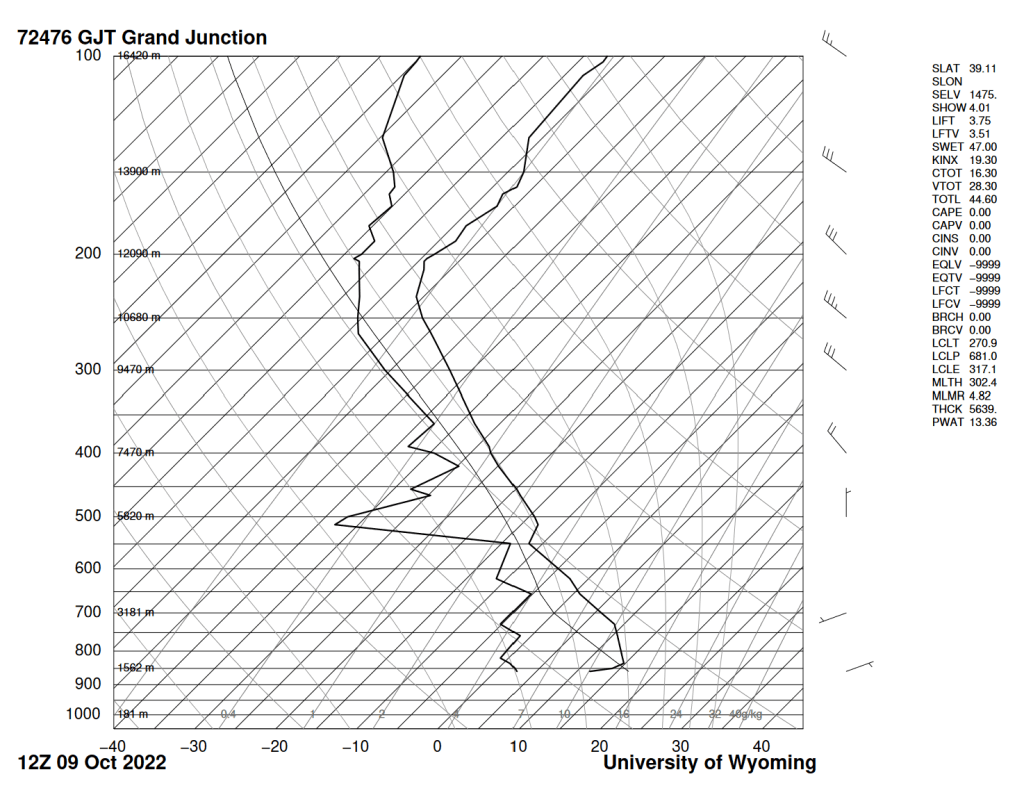 72476 GJT Grand Junction
100
16420 m
13900 m
200
12090 m
10680 m
300
9470 m
400
7470 m
500
5820 m
600
700
3181 m
800
1562 m
900
1000
181 m
0.4 1 2 4 7 10 16 24 32 40g/kg
−40 −30 −20 −10 0 10 20 30 40
12Z 09 Oct 2022
University of Wyoming
SLAT 39.11
SLON
SELV 1475.
SHOW 4.01
LIFT 3.75
LFTV 3.51
SWET 47.00
KINX 19.30
CTOT 16.30
VTOT 28.30
TOTL 44.60
CAPE 0.00
CAPV 0.00
CINS 0.00
CINV 0.00
EQLV −9999
EQTV −9999
LFCT −9999
LFCV −9999
BRCH 0.00
BRCV 0.00
LCLT 270.9
LCLP 681.0
LCLE 317.1
MLTH 302.4
MLMR 4.82
THCK 5639.
PWAT 13.36